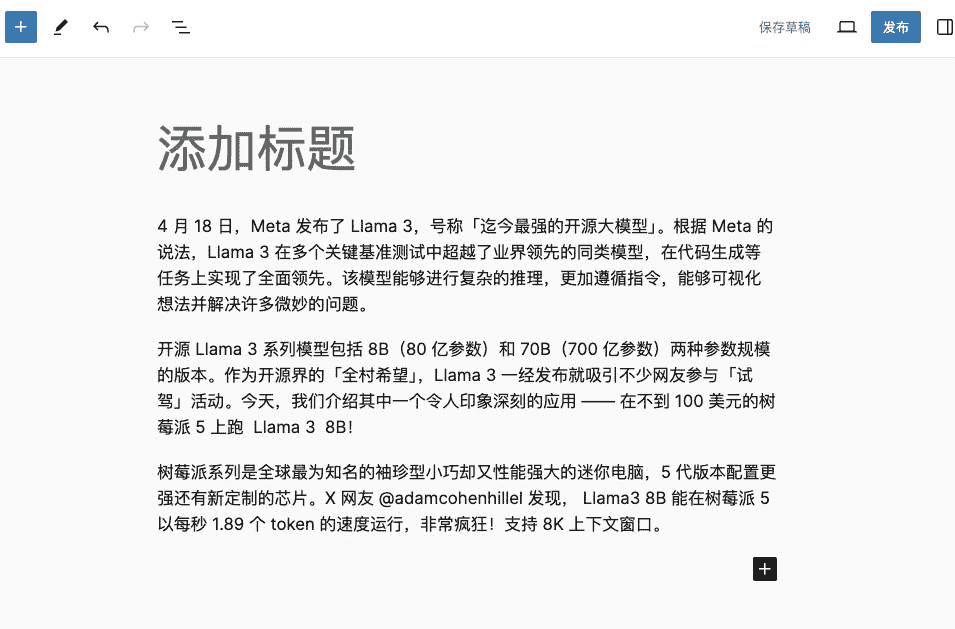 保存草稿
发布
添加标题
4 月 18 日，Meta 发布了 Llama 3，号称「迄今最强的开源大模型」。根据 Meta 的
说法，Llama 3 在多个关键基准测试中超越了业界领先的同类模型，在代码生成等
任务上实现了全面领先。该模型能够进行复杂的推理，更加遵循指令，能够可视化
想法并解决许多微妙的问题。
开源 Llama 3 系列模型包括 8B（80 亿参数）和 70B（700 亿参数）两种参数规模
的版本。作为开源界的「全村希望」，Llama 3 一经发布就吸引不少网友参与「试
驾」活动。今天，我们介绍其中一个令人印象深刻的应用 —— 在不到 100 美元的树
莓派 5 上跑  Llama 3  8B！
树莓派系列是全球最为知名的袖珍型小巧却又性能强大的迷你电脑，5 代版本配置更
强还有新定制的芯片。X 网友 @adamcohenhillel 发现， Llama3 8B 能在树莓派 5
以每秒 1.89 个 token 的速度运行，非常疯狂！支持 8K 上下文窗口。